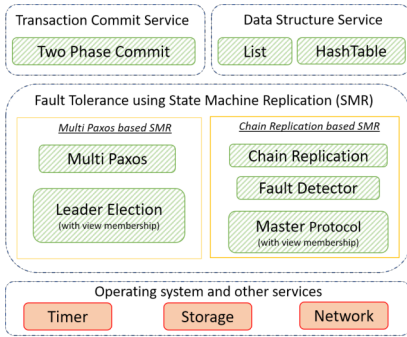 Transaction Commit Service
Two Phase Commit
Data Structure Service
List
HashTable
Fault Tolerance using State Machine Replication (SMR)
Multi Paxos based SMR
Multi Paxos
Leader Election
(with view membership)
Chain Replication based SMR
Chain Replication
Fault Detector
Master Protocol
(with view membership)
Operating system and other services
Timer
Storage
Network